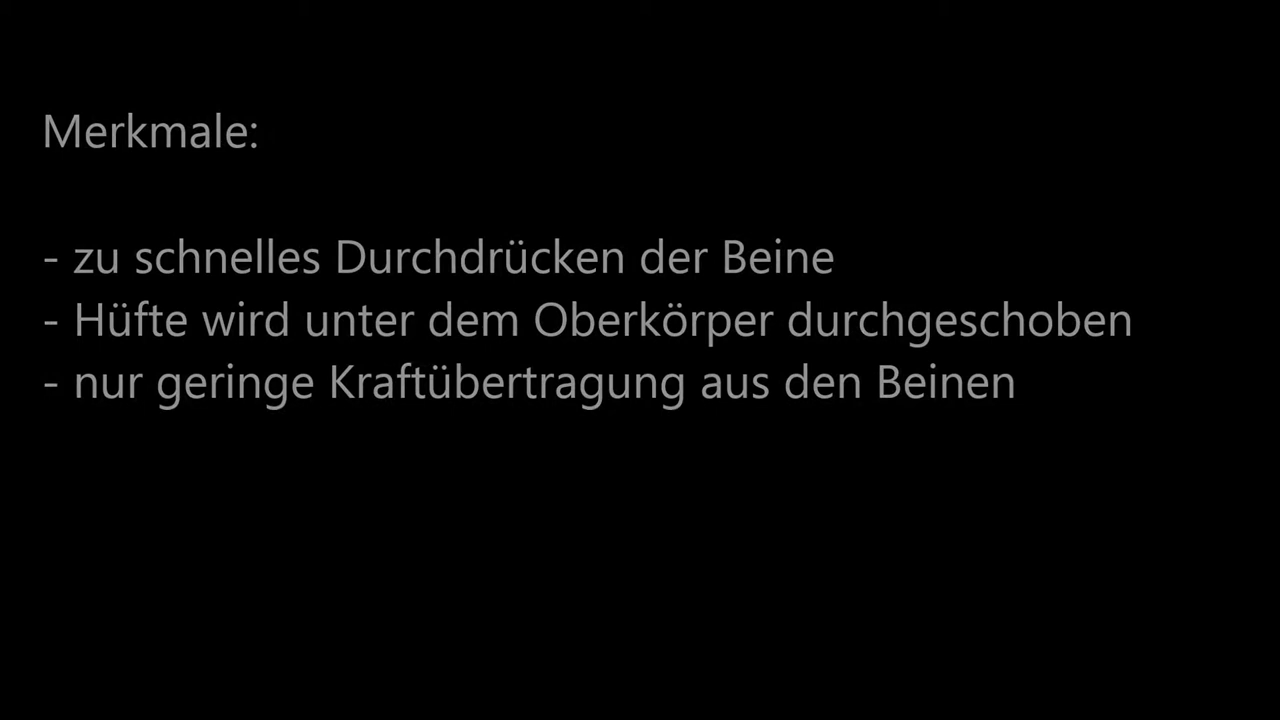 Merkmale:
- zu schnelles Durchdrücken der Beine
- Hüfte wird unter dem Oberkörper durchgeschoben
- nur geringe Kraftübertragung aus den Beinen